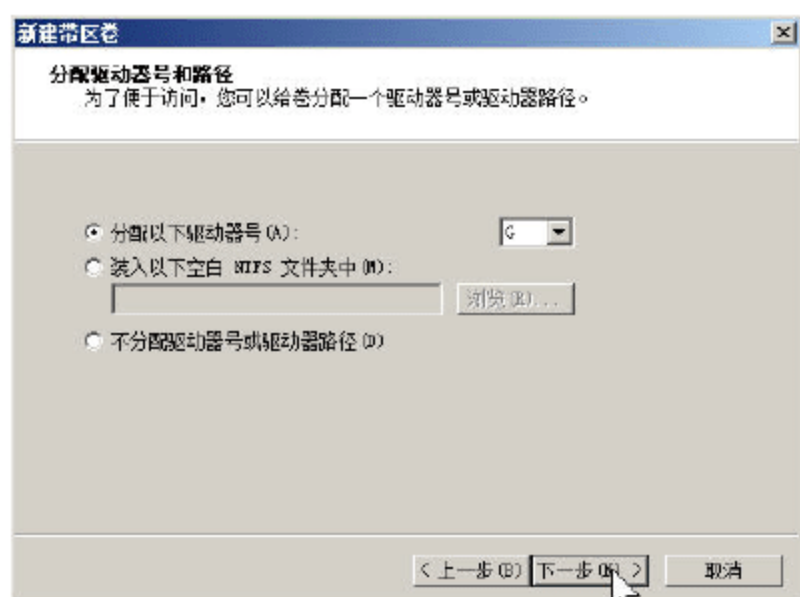 新建带区卷
分配驱动器号和路径
为了便于访问，您可以给卷分配一个驱动器号或驱动器路径。
分配以下驱动器号(A): G
装入以下空白 NTFS 文件夹中(M):
浏览(R)...
不分配驱动器号或驱动器路径(D)
< 上一步(B) 下一步(N) > 取消